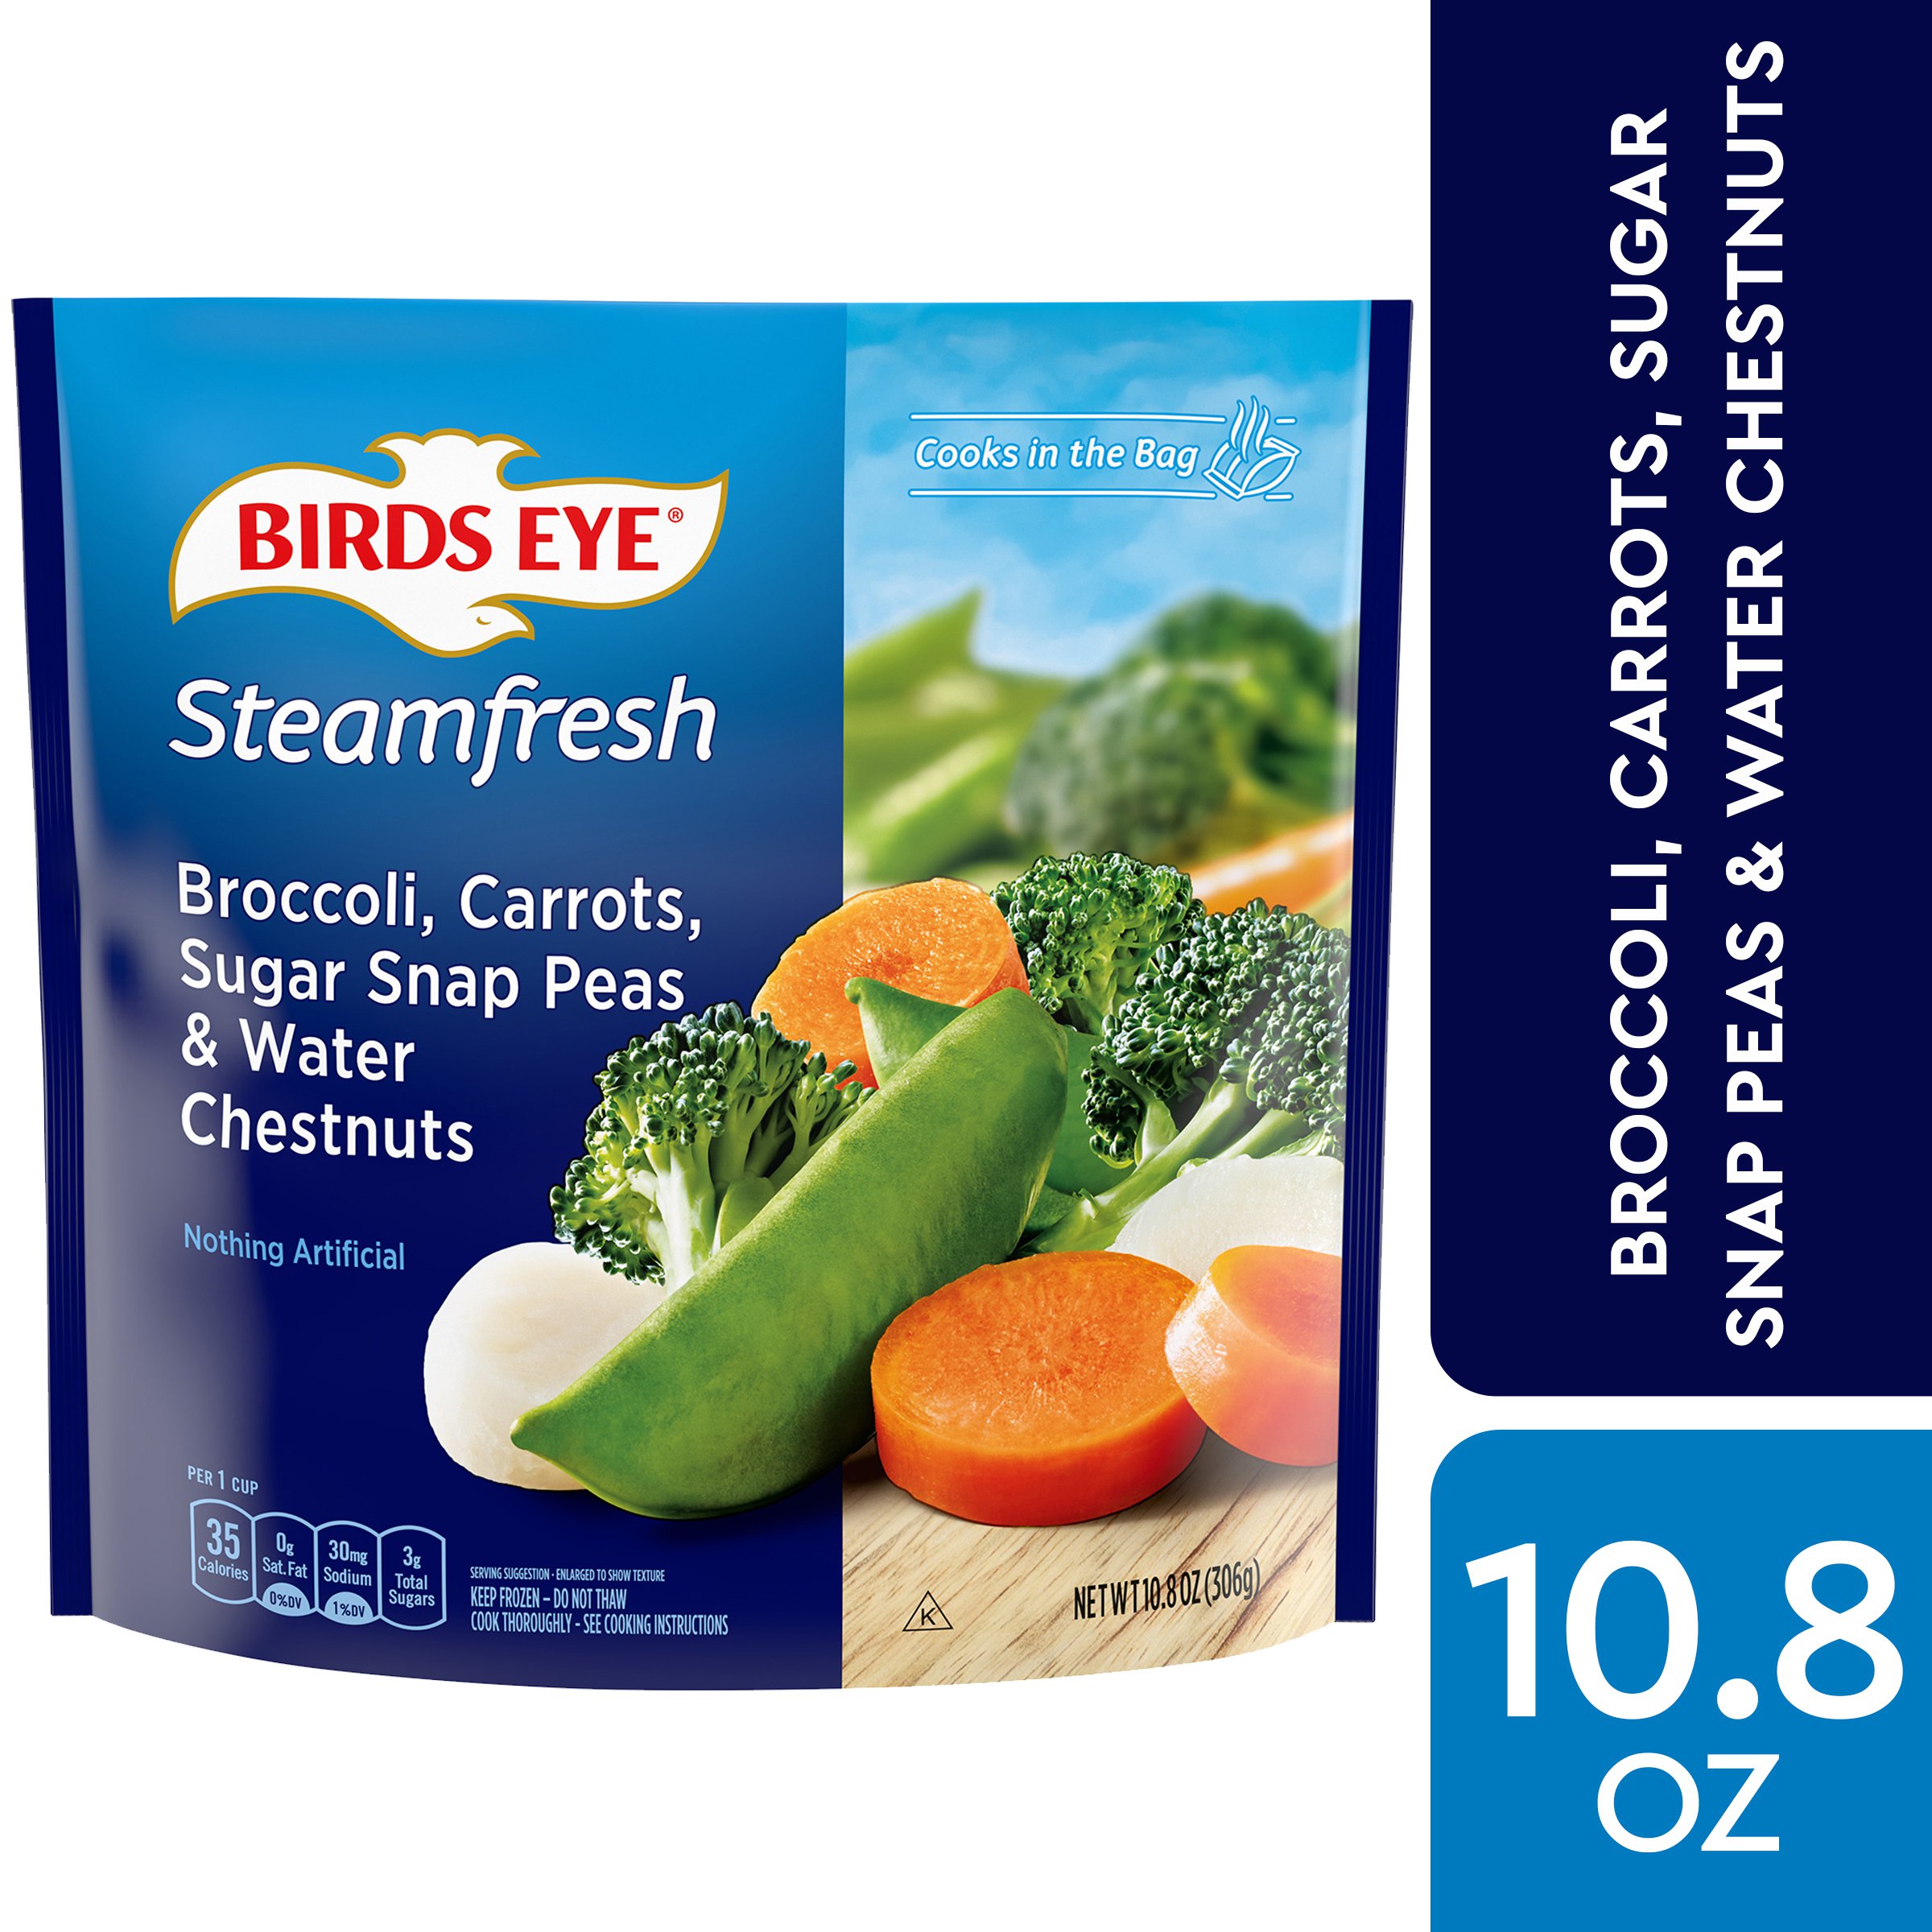 BIRDS EYE®
Steamfresh
Cooks in the Bag
Broccoli, Carrots,
Sugar Snap Peas
& Water
Chestnuts
Nothing Artificial
PER 1 CUP
35
Calories
0g
Sat. Fat
0%DV
30mg
Sodium
1%DV
3g
Total
Sugars
SERVING SUGGESTION - ENLARGED TO SHOW TEXTURE
KEEP FROZEN – DO NOT THAW
COOK THOROUGHLY – SEE COOKING INSTRUCTIONS
K
NET WT 10.8 OZ (306g)
BROCCOLI, CARROTS, SUGAR
SNAP PEAS & WATER CHESTNUTS
10.8
OZ